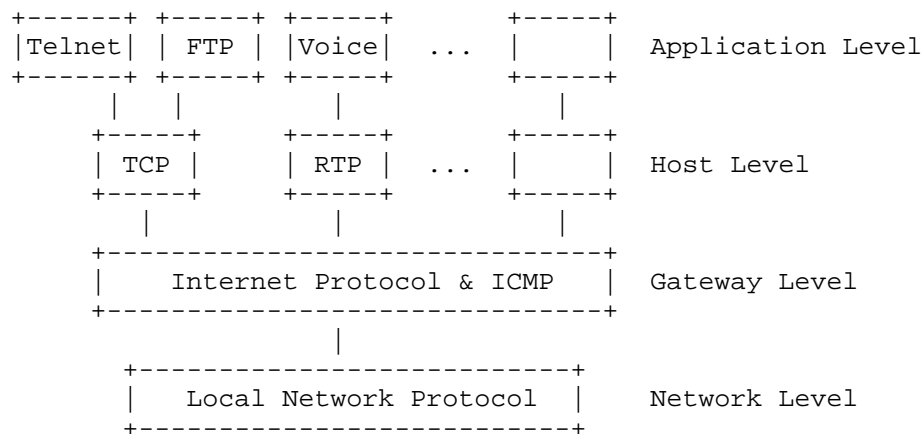 +------+ +-----+ +-----+       +-----+
|Telnet| | FTP | |Voice|  ...  |     |  Application Level
+------+ +-----+ +-----+       +-----+
      |   |         |             |
     +-----+     +-----+       +-----+
     | TCP |     | RTP |  ...  |     |  Host Level
     +-----+     +-----+       +-----+
        |           |             |
     +-------------------------------+
     |    Internet Protocol & ICMP   |  Gateway Level
     +-------------------------------+
                    |
       +---------------------------+
       |   Local Network Protocol  |    Network Level
       +---------------------------+